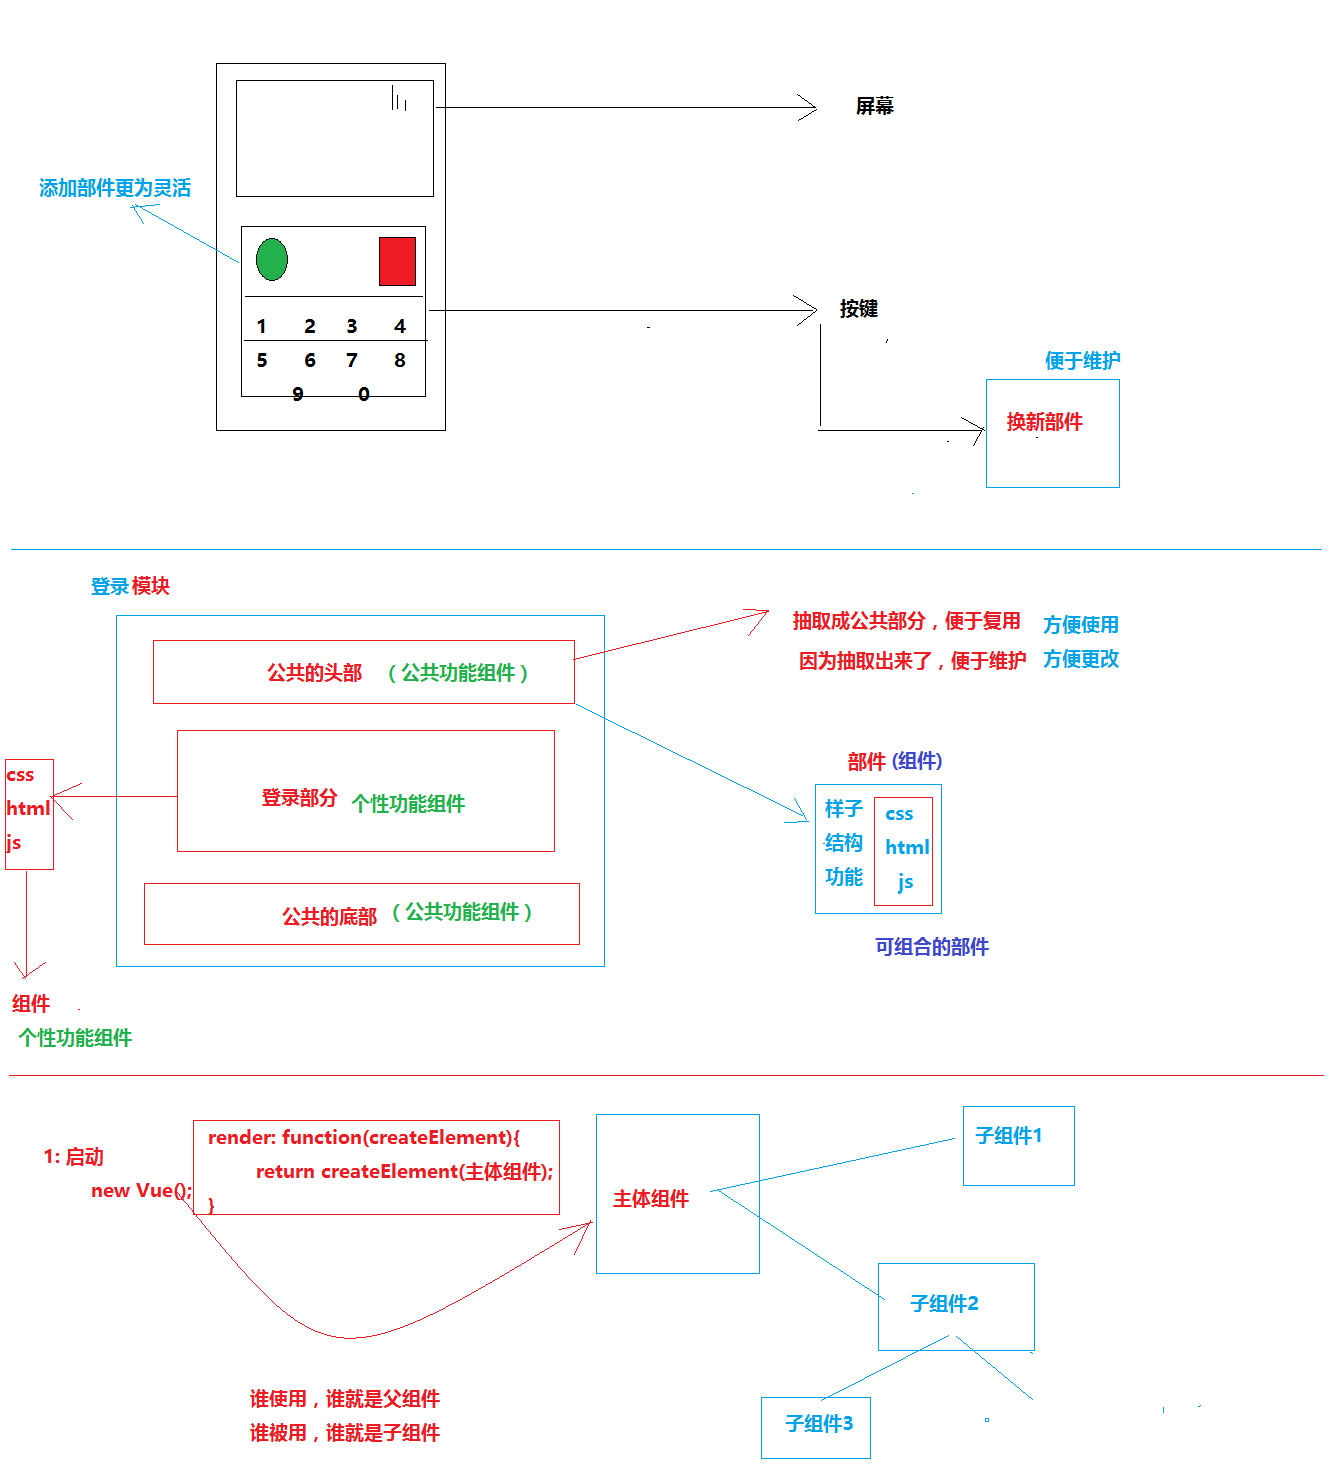 屏幕
添加部件更为灵活
1 2 3 4
5 6 7 8
9 0
按键
便于维护
换新部件
登录模块
公共的头部 （公共功能组件）
抽取成公共部分，便于复用 方便使用
因为抽取出来了，便于维护 方便更改
登录部分 个性功能组件
css
html
js
公共的底部 （公共功能组件）
组件
个性功能组件
部件 (组件)
样子 css
结构 html
功能 js
可组合的部件
1: 启动
new Vue();
render: function(createElement){
return createElement(主体组件);
}
主体组件
子组件1
子组件2
子组件3
谁使用，谁就是父组件
谁被用，谁就是子组件